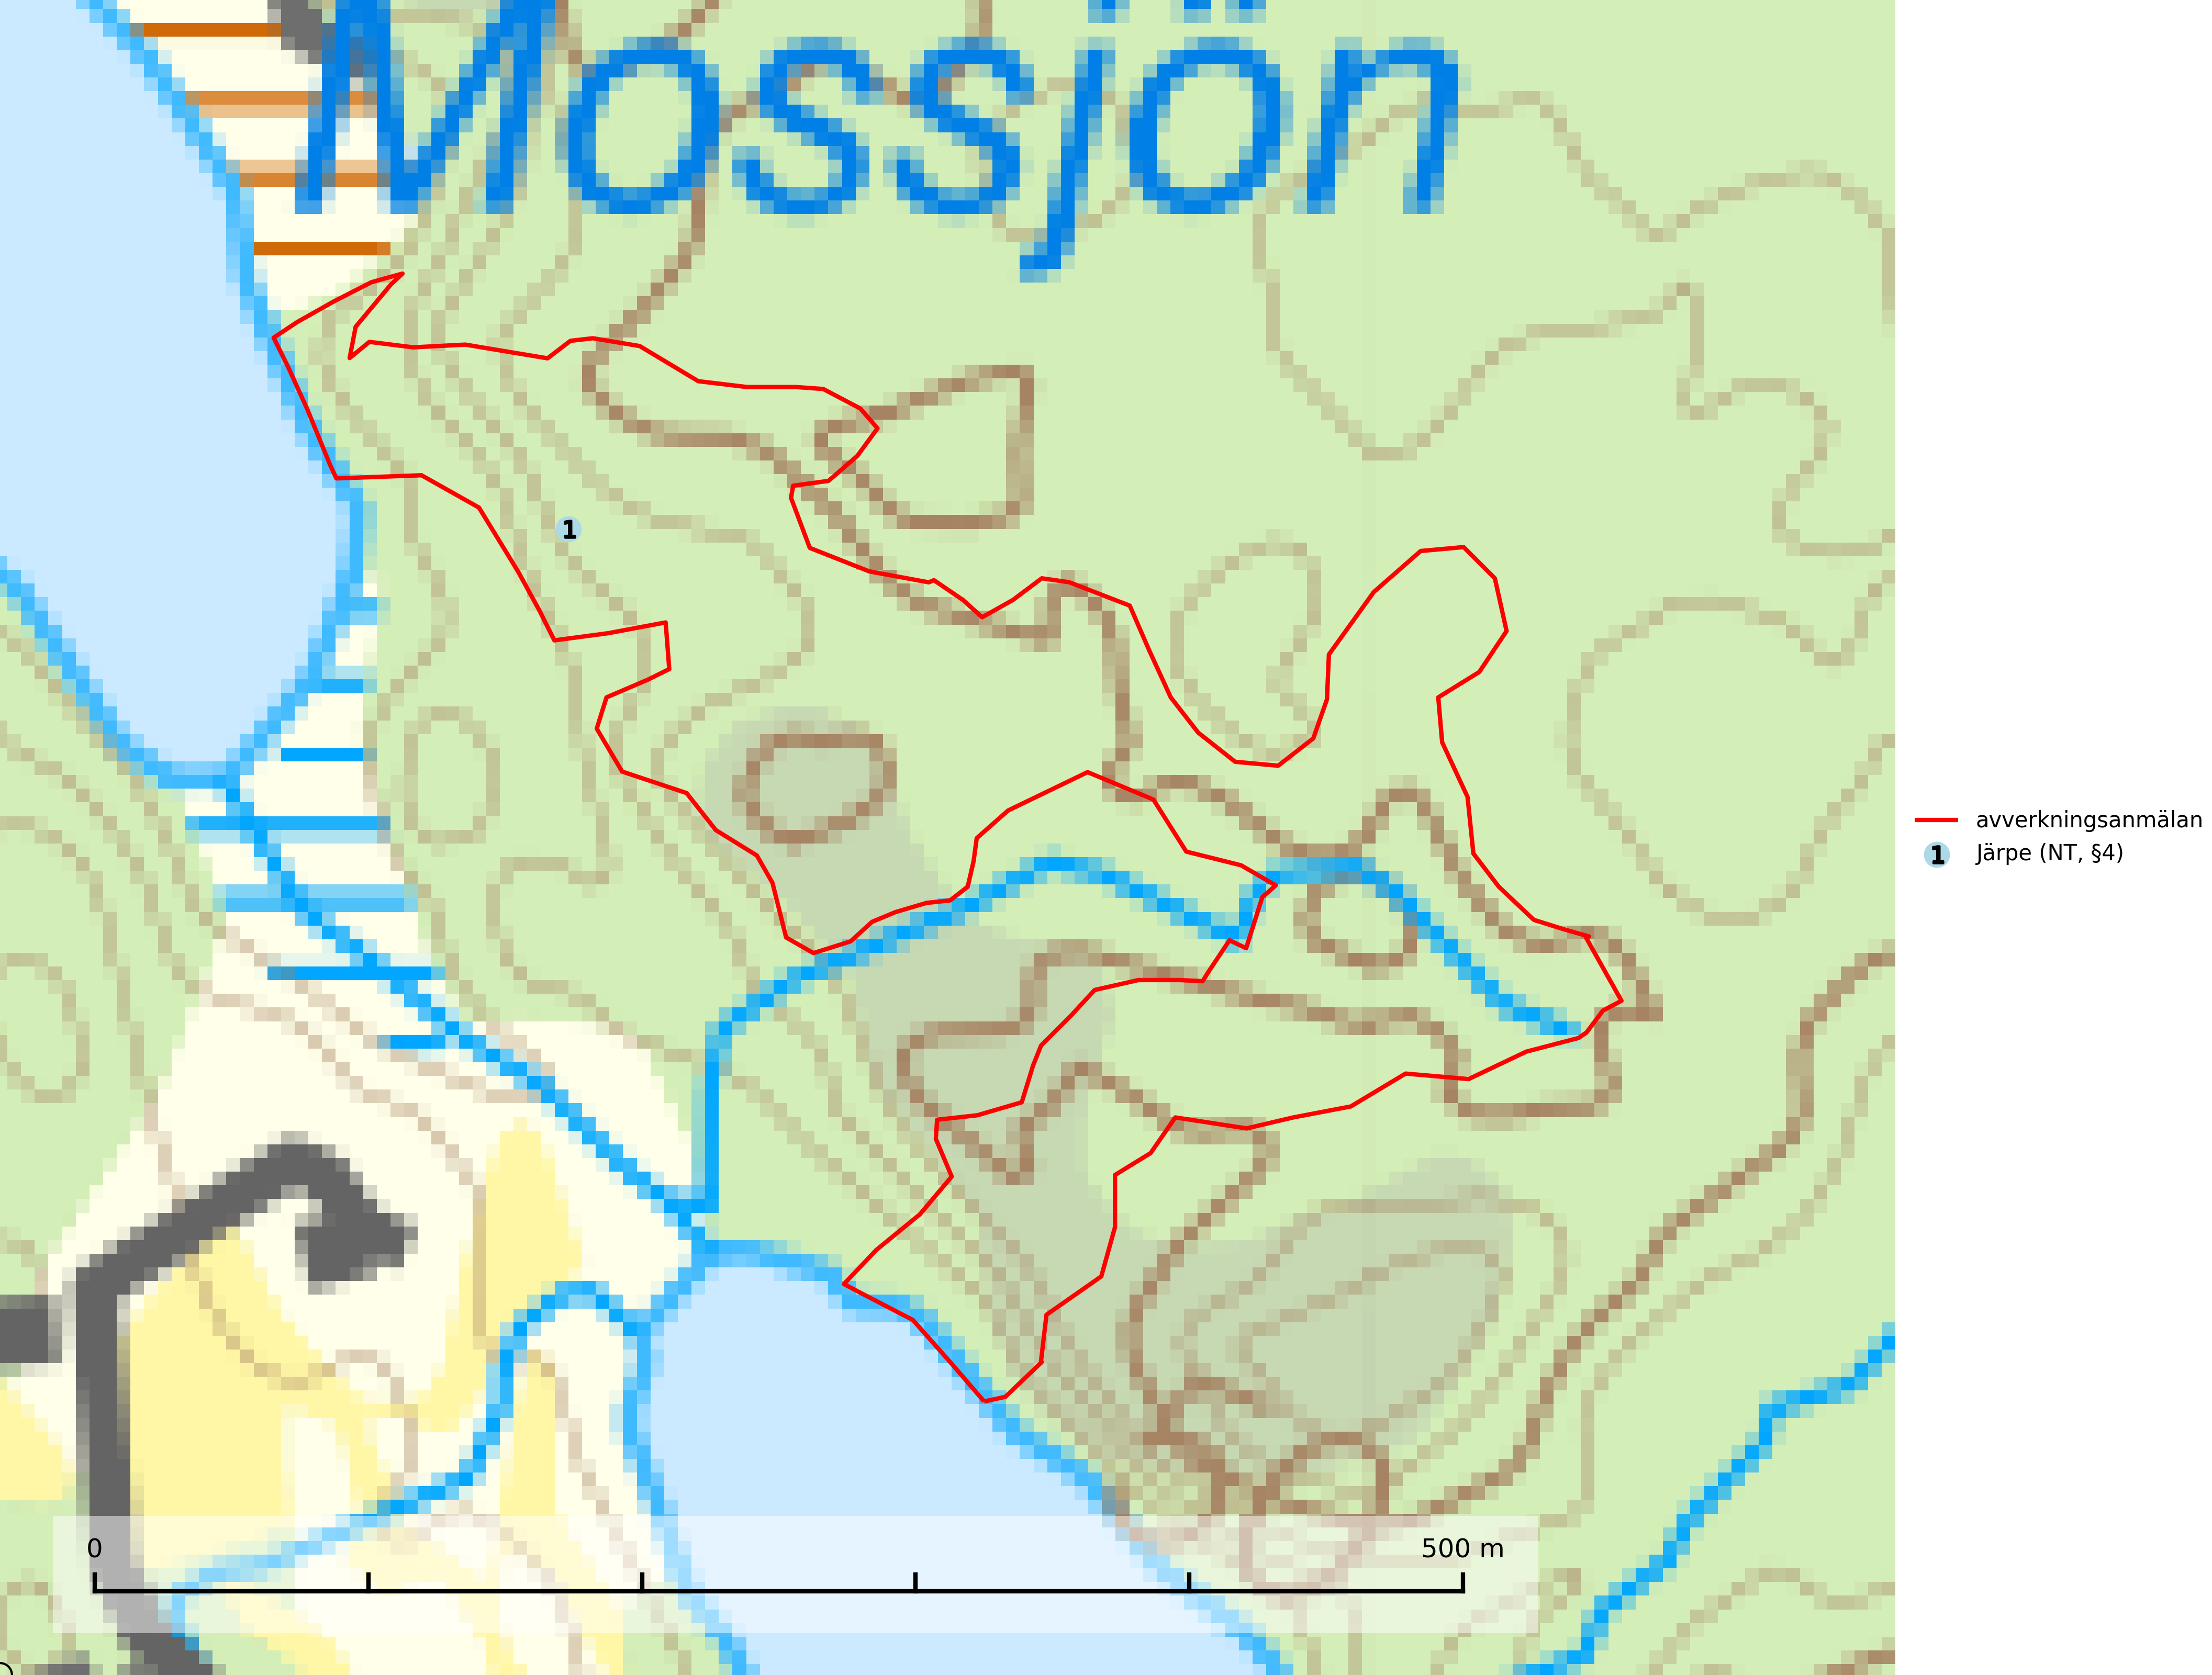 Mossjön
1
avverkningsanmälan
1 Järpe (NT, §4)
0 500 m